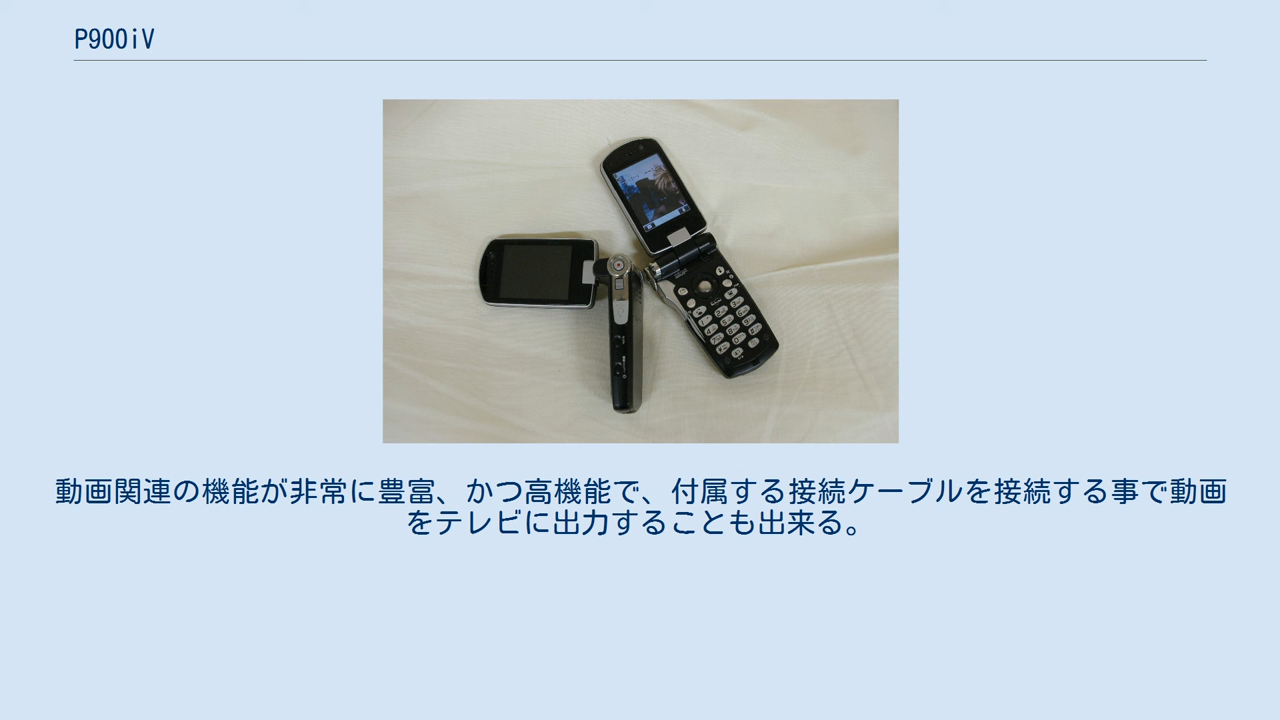 P900iV
動画関連の機能が非常に豊富、かつ高機能で、付属する接続ケーブルを接続する事で動画
をテレビに出力することも出来る。